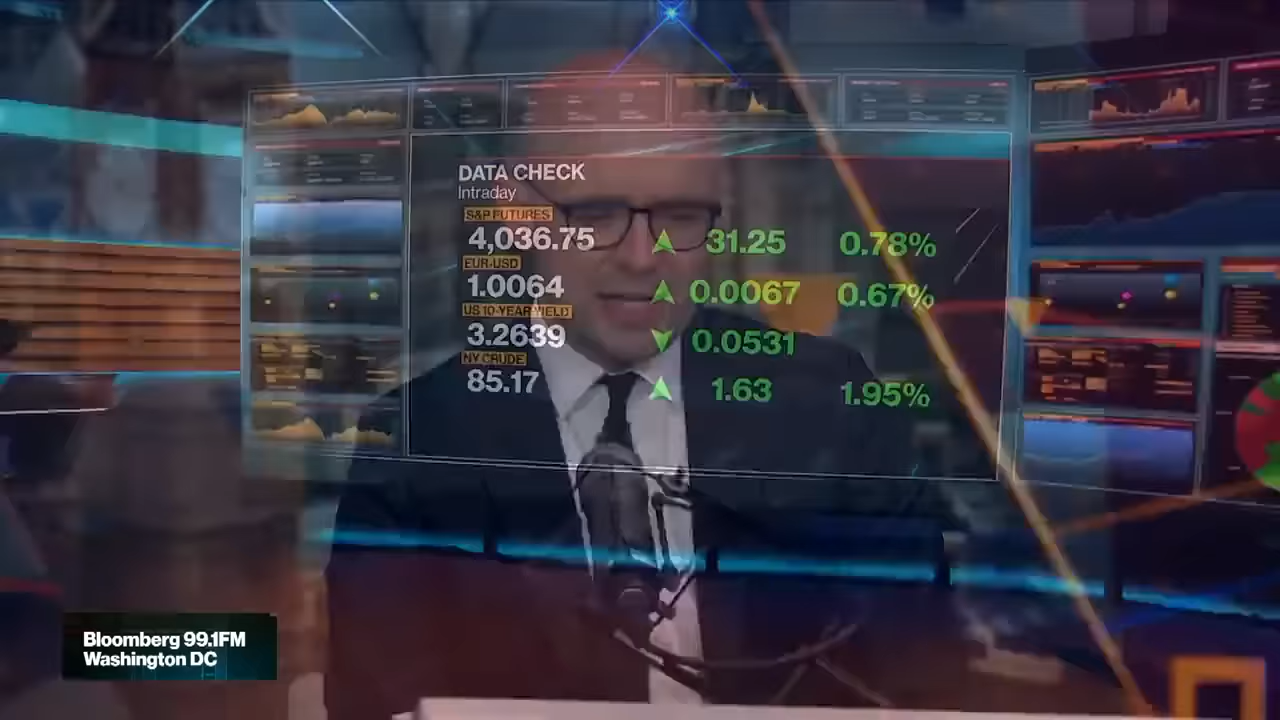 DATA CHECK
Intraday
S&P FUTURES
4,036.75 ▲ 31.25 0.78%
EUR-USD
1.0064 ▲ 0.0067 0.67%
US 10-YEAR YIELD
3.2639 ▼ 0.0531
NY CRUDE
85.17 ▲ 1.63 1.95%
Bloomberg 99.1FM
Washington DC